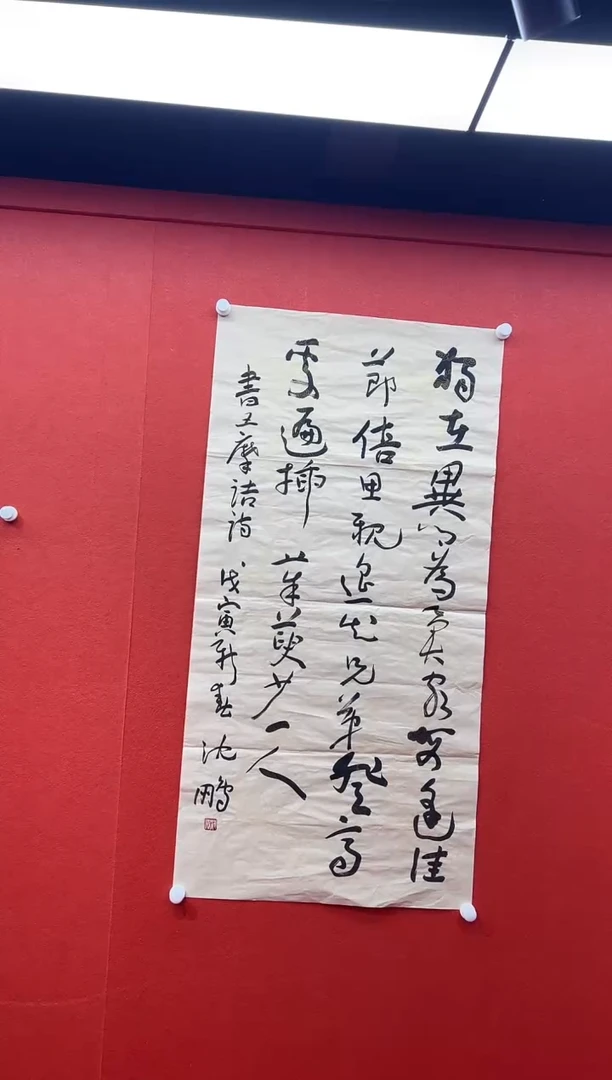 獨在異鄉為異客每逢佳
節倍思親遙知兄弟登高
處遍插茱萸少一人
書王摩詰詩 戊寅新春 沈鵬